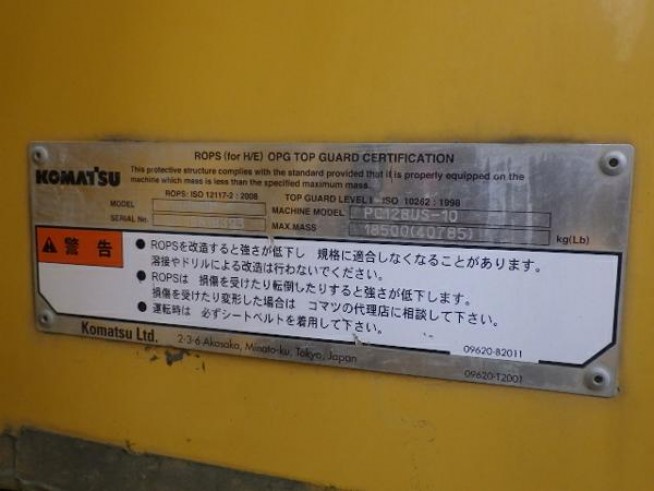 ROPS (for H/E) OPG TOP GUARD CERTIFICATION
KOMATSU
This protective structure complies with the standard provided that it is properly equipped on the
machine which mass is less than the specified maximum mass.
ROPS: ISO 12117-2 : 2008 TOP GUARD LEVEL II ISO 10262 : 1998
MODEL MACHINE MODEL PC128US-10
SERIAL No. MAX.MASS 18500(40785) kg(Lb)
警告
● ROPSを改造すると強さが低下し 規格に適合しなくなることがあります。
溶接やドリルによる改造は行わないでください。
● ROPSは 損傷を受けたり転倒したりすると強さが低下します。
損傷を受けたり変形した場合は コマツの代理店に相談して下さい。
● 運転時は 必ずシートベルトを着用して下さい。
09620-B2011
Komatsu Ltd. 2-3-6 Akasaka, Minato-ku, Tokyo, Japan
09620-T2001